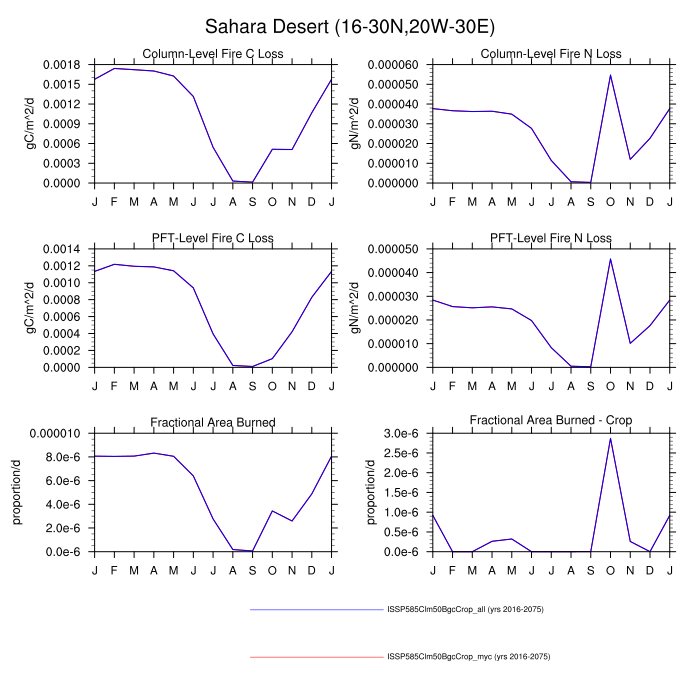 Sahara Desert (16-30N,20W-30E)
Column-Level Fire C Loss
gC/m^2/d
0.0018
0.0015
0.0012
0.0009
0.0006
0.0003
0.0000
J F M A M J J A S O N D J
Column-Level Fire N Loss
gN/m^2/d
0.000060
0.000050
0.000040
0.000030
0.000020
0.000010
0.000000
J F M A M J J A S O N D J
PFT-Level Fire C Loss
gC/m^2/d
0.0014
0.0012
0.0010
0.0008
0.0006
0.0004
0.0002
0.0000
J F M A M J J A S O N D J
PFT-Level Fire N Loss
gN/m^2/d
0.000050
0.000040
0.000030
0.000020
0.000010
0.000000
J F M A M J J A S O N D J
Fractional Area Burned
proportion/d
0.000010
8.0e-6
6.0e-6
4.0e-6
2.0e-6
0.0e-6
J F M A M J J A S O N D J
Fractional Area Burned - Crop
proportion/d
3.0e-6
2.5e-6
2.0e-6
1.5e-6
1.0e-6
0.5e-6
0.0e-6
J F M A M J J A S O N D J
ISSP585Clm50BgcCrop_all (yrs 2016-2075)
ISSP585Clm50BgcCrop_myc (yrs 2016-2075)